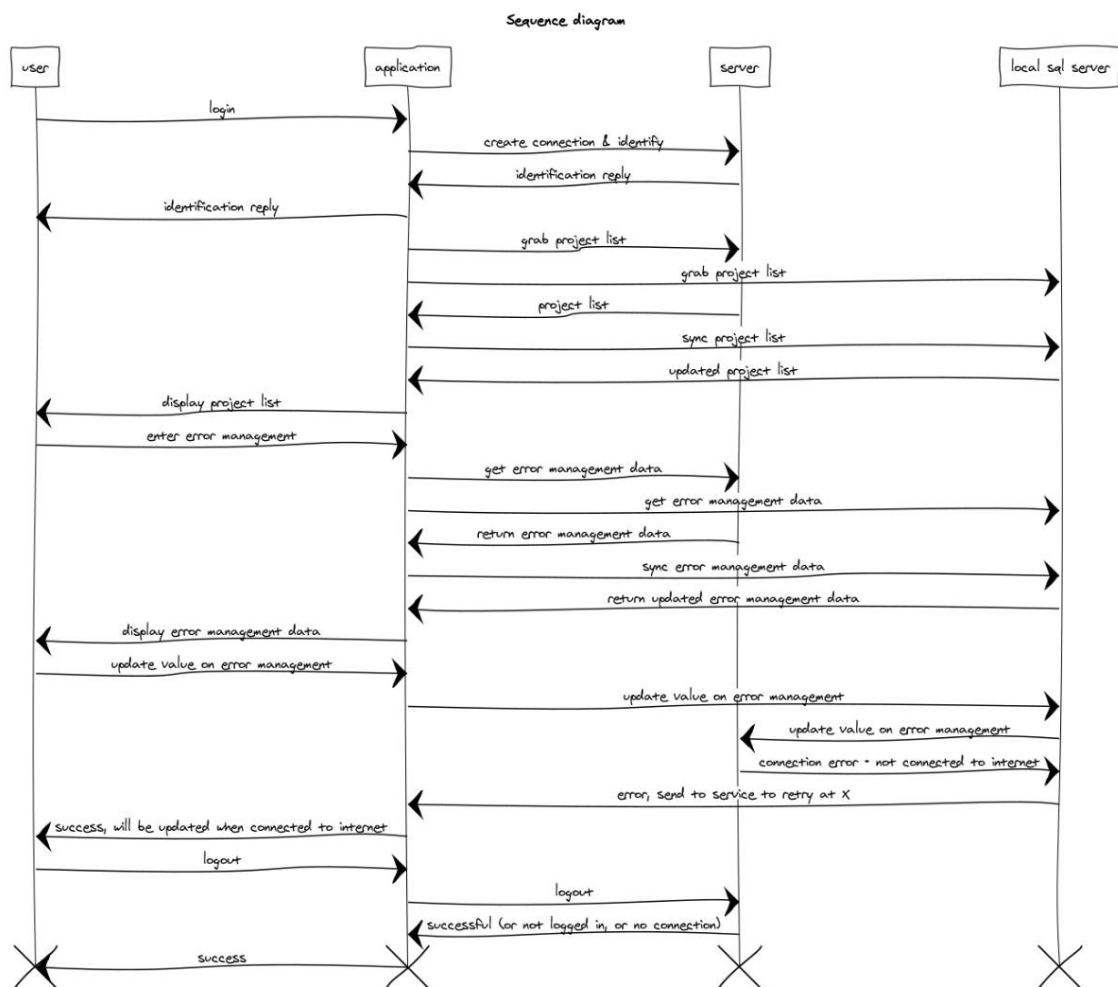 Sequence diagram
user
application
server
local sql server
login
create connection & identify
identification reply
identification reply
grab project list
grab project list
project list
sync project list
updated project list
display project list
enter error management
get error management data
get error management data
return error management data
sync error management data
return updated error management data
display error management data
update value on error management
update value on error management
update value on error management
connection error - not connected to internet
error, send to service to retry at X
success, will be updated when connected to internet
logout
logout
successful (or not logged in, or no connection)
success